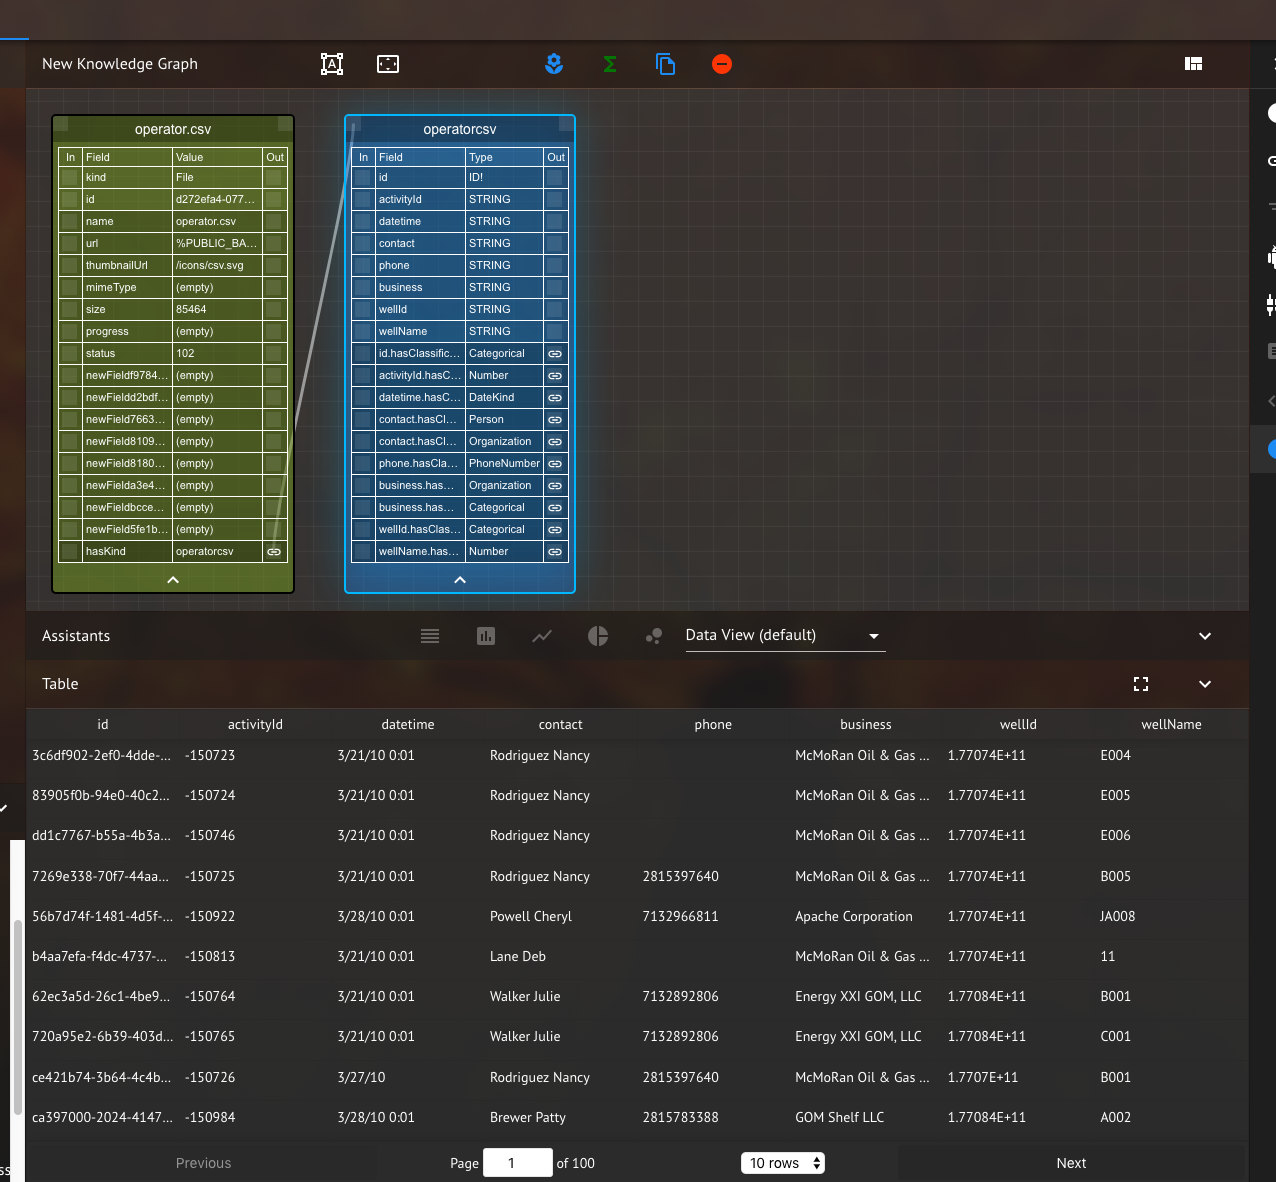 New Knowledge Graph
operator.csv
In Field Value Out
kind File
id d272efa4-077...
name operator.csv
url %PUBLIC_BA...
thumbnailUrl /icons/csv.svg
mimeType (empty)
size 85464
progress (empty)
status 102
newFieldf9784... (empty)
newFieldd2bdf... (empty)
newField7663... (empty)
newField8109... (empty)
newField8180... (empty)
newFielda3e4... (empty)
newFieldbcce... (empty)
newField5fe1b... (empty)
hasKind operatorcsv
operatorcsv
In Field Type Out
id ID!
activityId STRING
datetime STRING
contact STRING
phone STRING
business STRING
wellId STRING
wellName STRING
id.hasClassific... Categorical
activityId.hasC... Number
datetime.hasC... DateKind
contact.hasCl... Person
contact.hasCl... Organization
phone.hasCla... PhoneNumber
business.has... Organization
business.has... Categorical
wellId.hasClas... Categorical
wellName.has... Number
Assistants Data View (default)
Table
id activityId datetime contact phone business wellId wellName
3c6df902-2ef0-4dde-... -150723 3/21/10 0:01 Rodriguez Nancy McMoRan Oil & Gas ... 1.77074E+11 E004
83905f0b-94e0-40c2... -150724 3/21/10 0:01 Rodriguez Nancy McMoRan Oil & Gas ... 1.77074E+11 E005
dd1c7767-b55a-4b3a... -150746 3/21/10 0:01 Rodriguez Nancy McMoRan Oil & Gas ... 1.77074E+11 E006
7269e338-70f7-44aa... -150725 3/21/10 0:01 Rodriguez Nancy 2815397640 McMoRan Oil & Gas ... 1.77074E+11 B005
56b7d74f-1481-4d5f-... -150922 3/28/10 0:01 Powell Cheryl 7132966811 Apache Corporation 1.77074E+11 JA008
b4aa7efa-f4dc-4737-... -150813 3/21/10 0:01 Lane Deb McMoRan Oil & Gas ... 1.77074E+11 11
62ec3a5d-26c1-4be9... -150764 3/21/10 0:01 Walker Julie 7132892806 Energy XXI GOM, LLC 1.77084E+11 B001
720a95e2-6b39-403d... -150765 3/21/10 0:01 Walker Julie 7132892806 Energy XXI GOM, LLC 1.77084E+11 C001
ce421b74-3b64-4c4b... -150726 3/27/10 Rodriguez Nancy 2815397640 McMoRan Oil & Gas ... 1.7707E+11 B001
ca397000-2024-4147... -150984 3/28/10 0:01 Brewer Patty 2815783388 GOM Shelf LLC 1.77084E+11 A002
Previous Page 1 of 100 10 rows Next